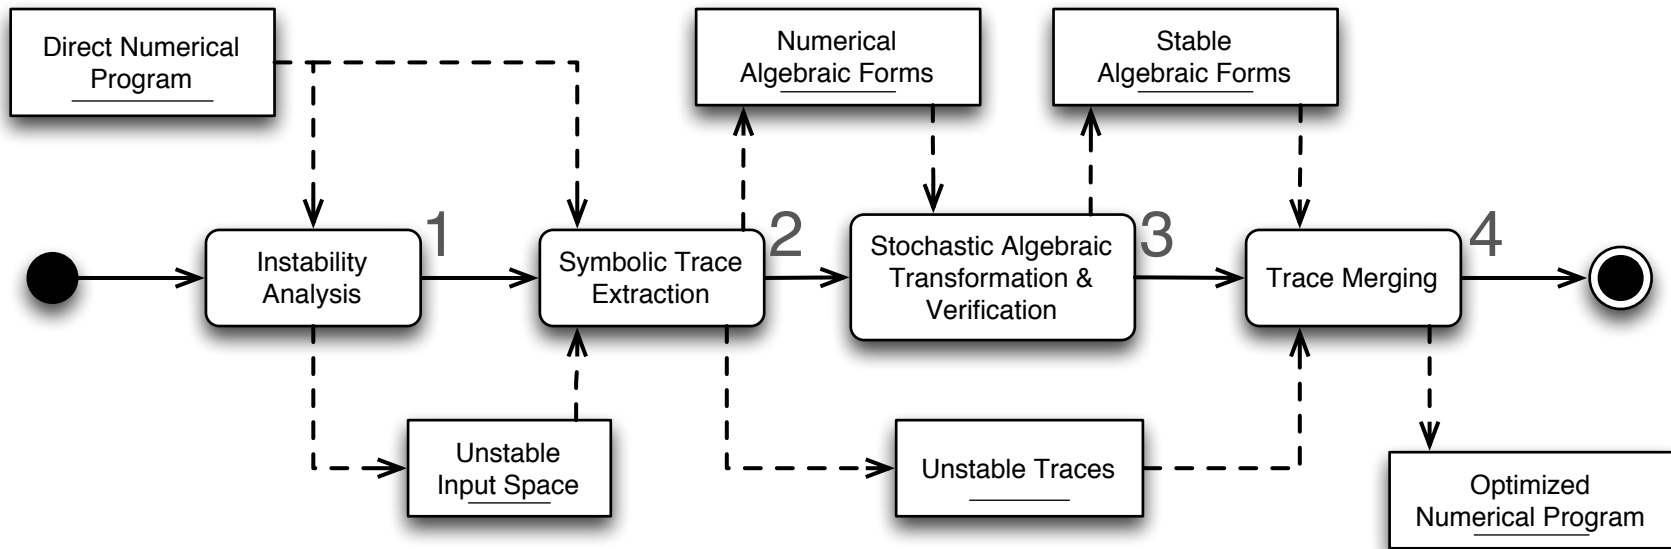 Direct Numerical
Program
Numerical
Algebraic Forms
Stable
Algebraic Forms
1
2
3
4
Instability
Analysis
Symbolic Trace
Extraction
Stochastic Algebraic
Transformation &
Verification
Trace Merging
Unstable
Input Space
Unstable Traces
Optimized
Numerical Program